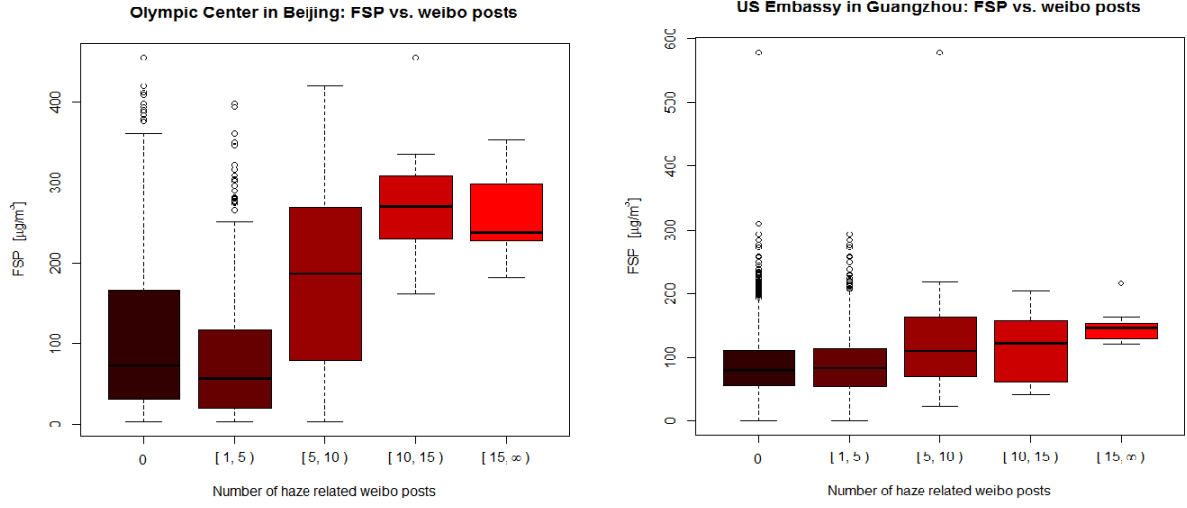 Olympic Center in Beijing: FSP vs. weibo posts
FSP [µg/m³]
400
300
200
100
0
0 [ 1, 5 ) [ 5, 10 ) [ 10, 15 ) [ 15, ∞ )
Number of haze related weibo posts
US Embassy in Guangzhou: FSP vs. weibo posts
FSP [µg/m³]
600
500
400
300
200
100
0
0 [ 1, 5 ) [ 5, 10 ) [ 10, 15 ) [ 15, ∞ )
Number of haze related weibo posts